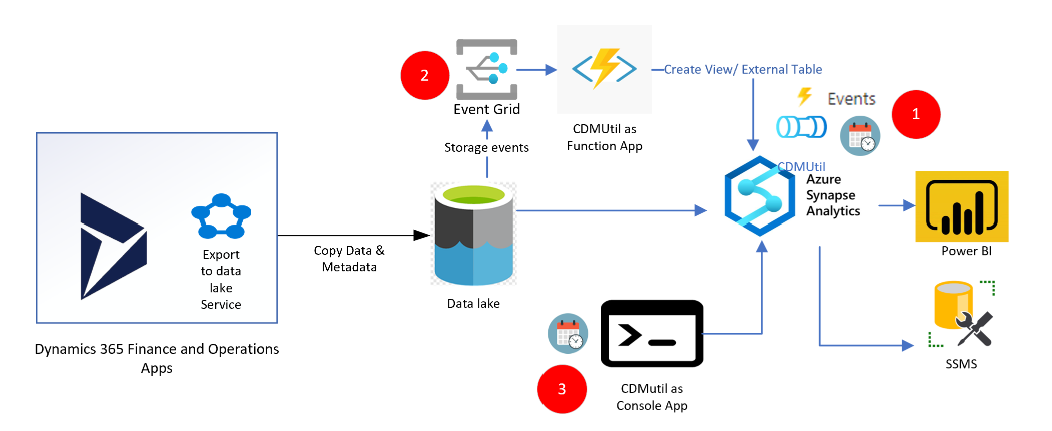 2
Event Grid
CDMUtil as
Function App
Create View/ External Table
Events
1
Storage events
CDMUtil
Azure
Synapse
Analytics
Export
to data
lake
Service
Copy Data &
Metadata
Data lake
Power BI
Dynamics 365 Finance and Operations
Apps
3
CDMutil as
Console App
SSMS